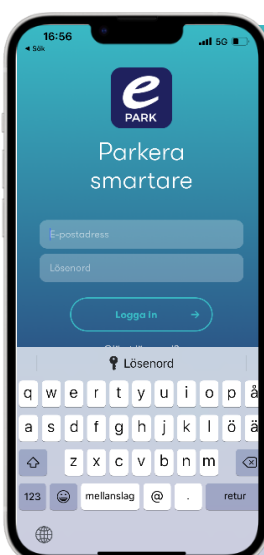 16:56
5G
◂ Sök
e
PARK
Parkera
smartare
E-postadress
Lösenord
Logga in →
Lösenord
q w e r t y u i o p å
a s d f g h j k l ö ä
z x c v b n m
123 mellanslag @ . retur